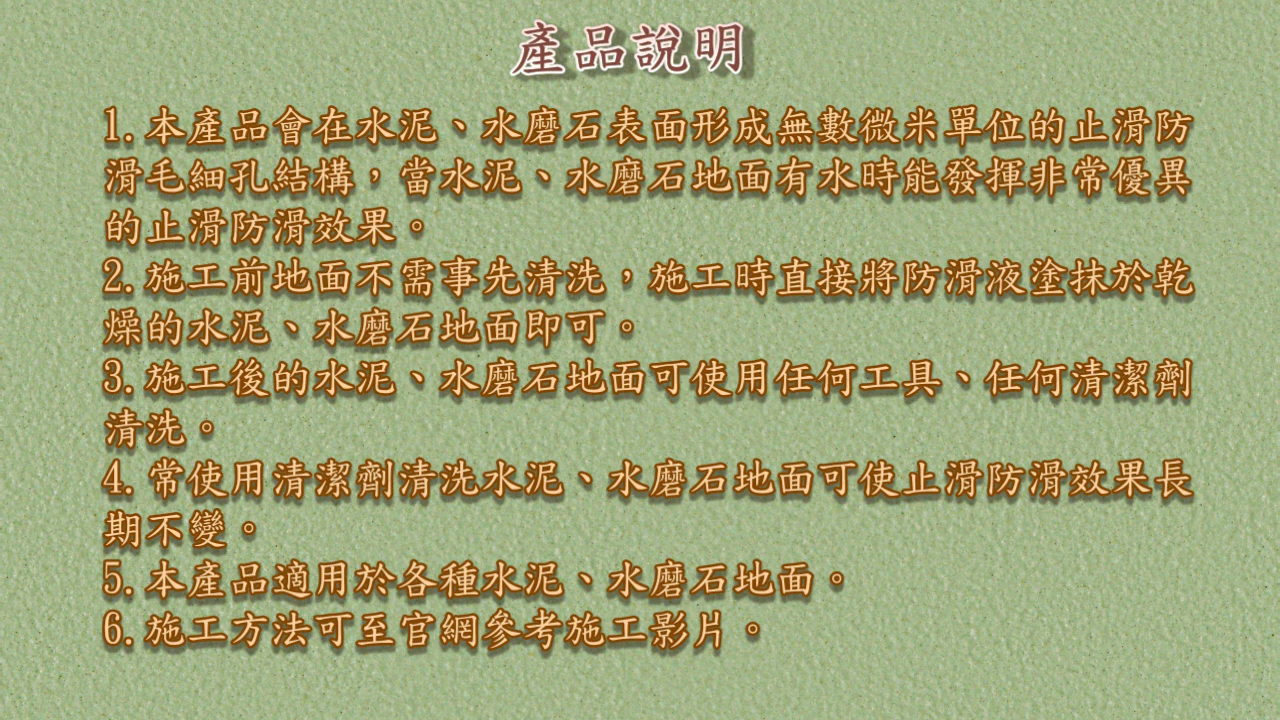 產品說明
1.本產品會在水泥、水磨石表面形成無數微米單位的止滑防
滑毛細孔結構，當水泥、水磨石地面有水時能發揮非常優異
的止滑防滑效果。
2.施工前地面不需事先清洗，施工時直接將防滑液塗抹於乾
燥的水泥、水磨石地面即可。
3.施工後的水泥、水磨石地面可使用任何工具、任何清潔劑
清洗。
4.常使用清潔劑清洗水泥、水磨石地面可使止滑防滑效果長
期不變。
5.本產品適用於各種水泥、水磨石地面。
6.施工方法可至官網參考施工影片。